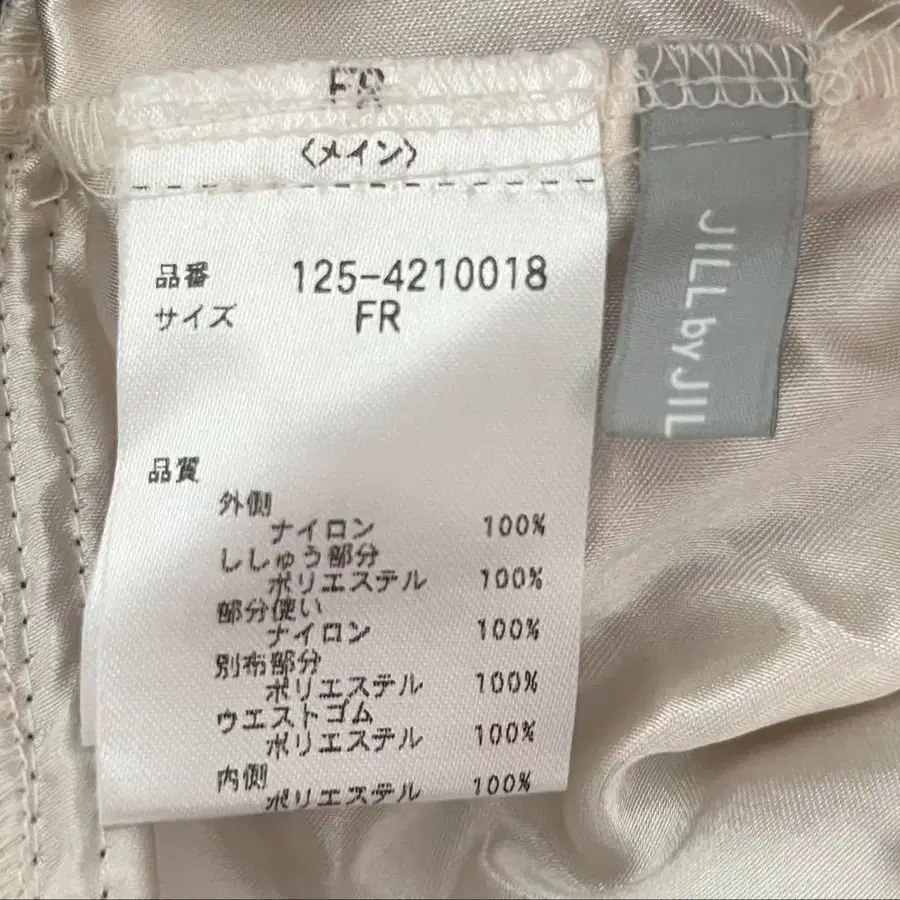 FR
〈メイン〉
品番 125-4210018
サイズ FR
品質
外側
ナイロン 100%
ししゅう部分
ポリエステル 100%
部分使い
ナイロン 100%
別布部分
ポリエステル 100%
ウエストゴム
ポリエステル 100%
内側
ポリエステル 100%
JILL by JIL